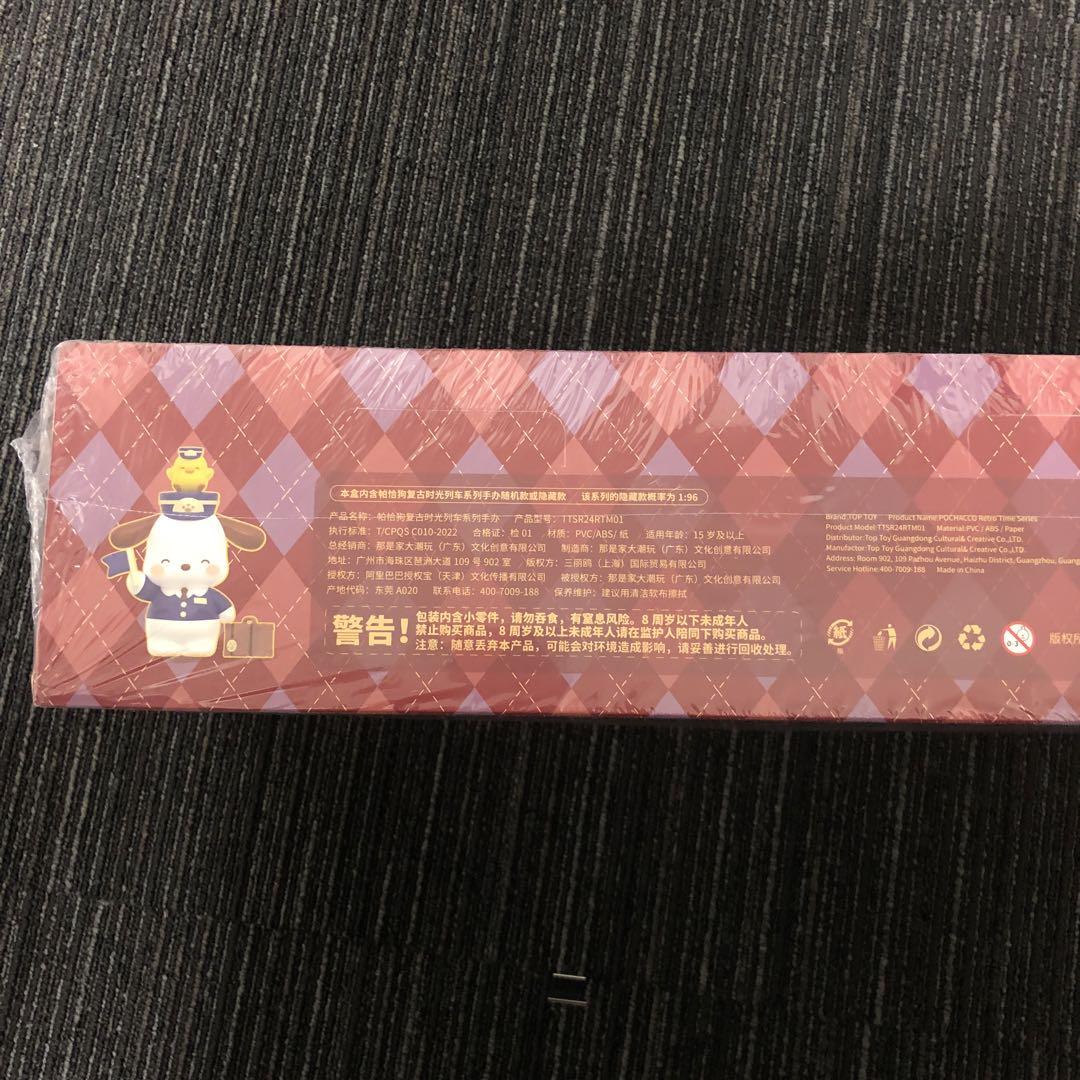 本盒内含帕恰狗复古时光列车系列手办随机款或隐藏款 该系列的隐藏款概率为 1:96
产品名称：帕恰狗复古时光列车系列手办 产品型号：TTSR24RTM01
执行标准：T/CPQS C010-2022 合格证：检 01 材质：PVC/ABS/ 纸 适用年龄：15 岁及以上
总经销商：那是家大潮玩（广东）文化创意有限公司 制造商：那是家大潮玩（广东）文化创意有限公司
地址：广州市海珠区琶洲大道 109 号 902 室 版权方：三丽鸥（上海）国际贸易有限公司
授权方：阿里巴巴授权宝（天津）文化传播有限公司 被授权方：那是家大潮玩（广东）文化创意有限公司
产地代码：东莞 A020 联系电话：400-7009-188 保养维护：建议用清洁软布擦拭
警告！
包装内含小零件，请勿吞食，有窒息风险。8 周岁以下未成年人
禁止购买商品，8 周岁及以上未成年人请在监护人陪同下购买商品。
注意：随意丢弃本产品，可能会对环境造成影响，请妥善进行回收处理。
Brand:TOP TOY Product Name:POCHACCO Retro Time Series
Product Model:TTSR24RTM01 Material:PVC / ABS / Paper
Distributor:Top Toy Guangdong Cultural& Creative Co.,LTD.
Manufactor:Top Toy Guangdong Cultural& Creative Co.,LTD.
Address: Room 902, 109 Pazhou Avenue, Haizhu District, Guangzhou, Guang
Service Hotline:400-7009-188 Made in China
紙
箱
0-3
版权所